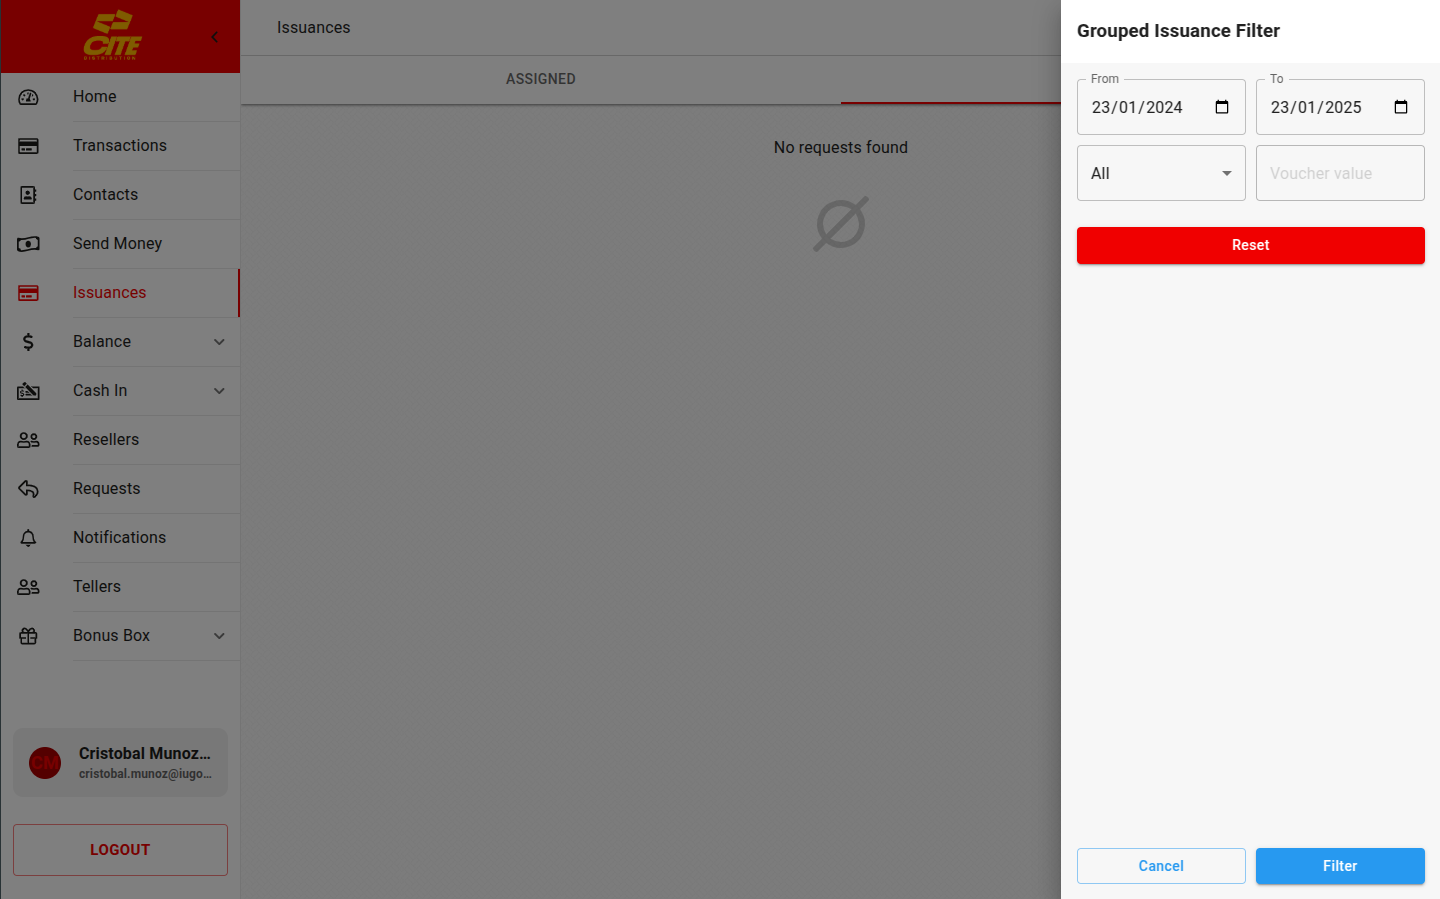 CITE
DISTRIBUTION
Home
Transactions
Contacts
Send Money
Issuances
Balance
Cash In
Resellers
Requests
Notifications
Tellers
Bonus Box
CM
Cristobal Munoz...
cristobal.munoz@iugo...
LOGOUT
Issuances
ASSIGNED
No requests found
Grouped Issuance Filter
From
23/01/2024
To
23/01/2025
All
Voucher value
Reset
Cancel
Filter